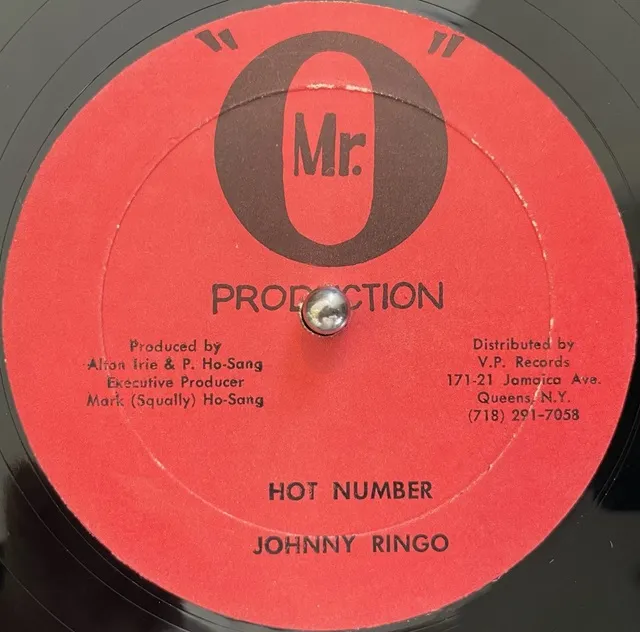 "O"
Mr.
PRODUCTION
Produced by
Alton Irie & P. Ho-Sang
Executive Producer
Mark (Squally) Ho-Sang
Distributed by
V.P. Records
171-21 Jamaica Ave.
Queens, N.Y.
(718) 291-7058
HOT NUMBER
JOHNNY RINGO